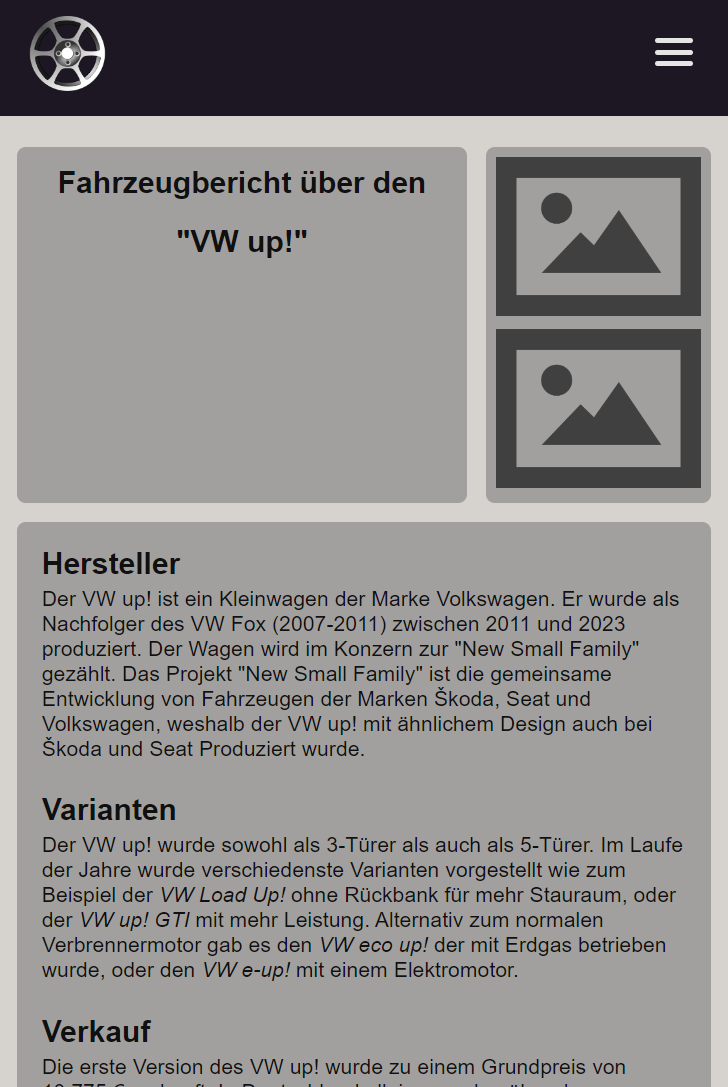 Fahrzeugbericht über den
"VW up!"
Hersteller
Der VW up! ist ein Kleinwagen der Marke Volkswagen. Er wurde als
Nachfolger des VW Fox (2007-2011) zwischen 2011 und 2023
produziert. Der Wagen wird im Konzern zur "New Small Family"
gezählt. Das Projekt "New Small Family" ist die gemeinsame
Entwicklung von Fahrzeugen der Marken Škoda, Seat und
Volkswagen, weshalb der VW up! mit ähnlichem Design auch bei
Škoda und Seat Produziert wurde.
Varianten
Der VW up! wurde sowohl als 3-Türer als auch als 5-Türer. Im Laufe
der Jahre wurde verschiedenste Varianten vorgestellt wie zum
Beispiel der VW Load Up! ohne Rückbank für mehr Stauraum, oder
der VW up! GTI mit mehr Leistung. Alternativ zum normalen
Verbrennermotor gab es den VW eco up! der mit Erdgas betrieben
wurde, oder den VW e-up! mit einem Elektromotor.
Verkauf
Die erste Version des VW up! wurde zu einem Grundpreis von